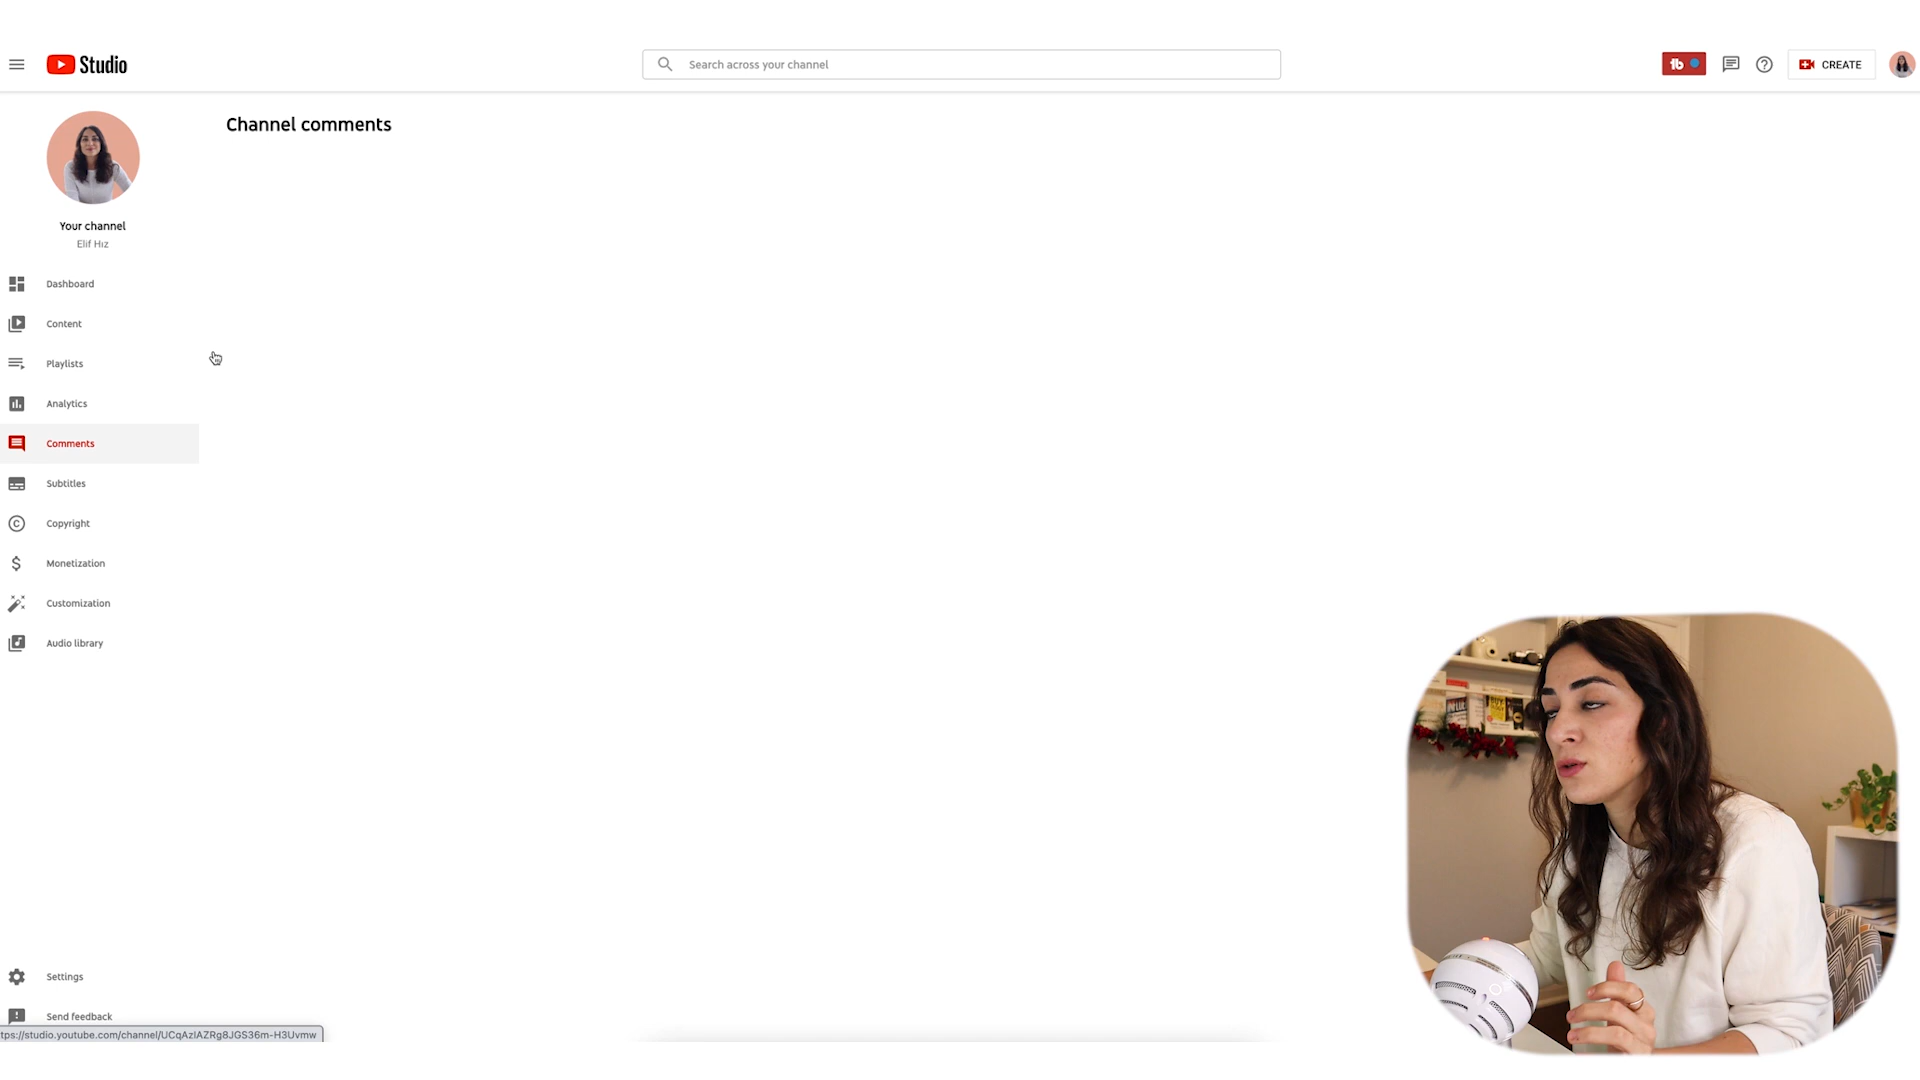 Studio
Search across your channel
CREATE
Channel comments
Your channel
Elif Hız
Dashboard
Content
Playlists
Analytics
Comments
Subtitles
Copyright
Monetization
Customization
Audio library
Settings
Send feedback
tps://studio.youtube.com/channel/UCqAzIAZRg8JGS36m-H3Uvmw